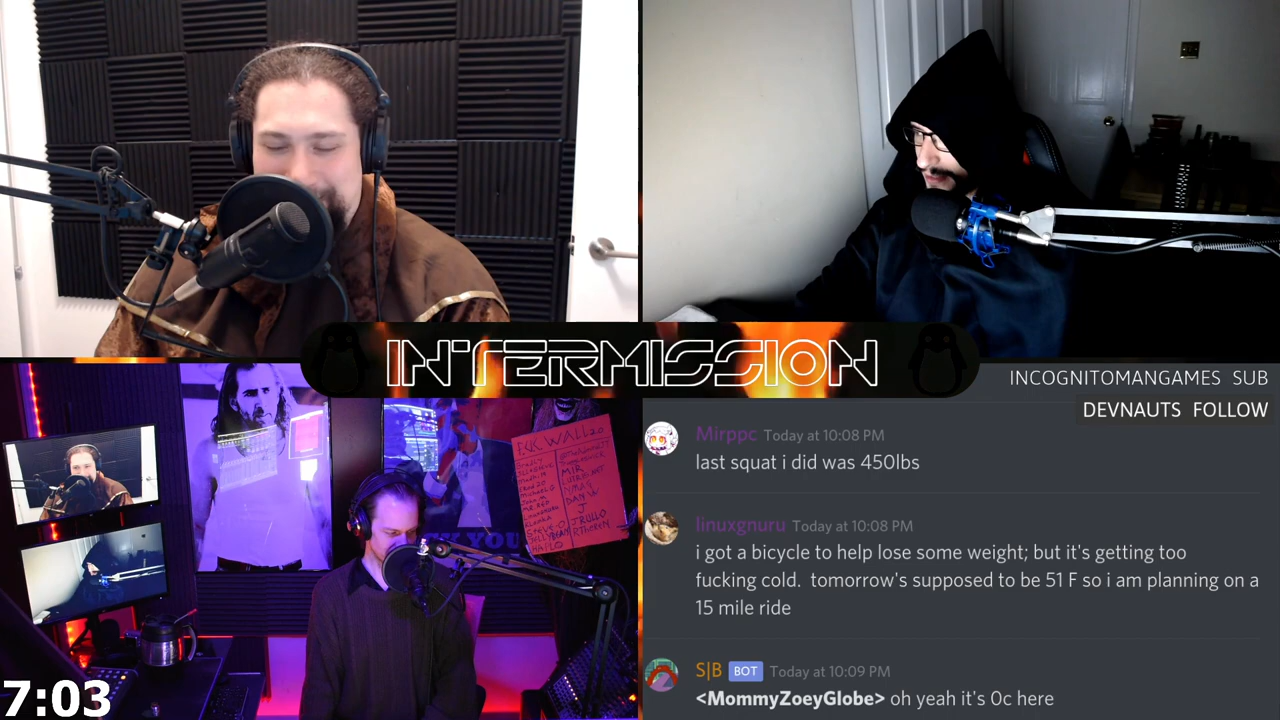 INTERMISSION
INCOGNITOMANGAMES SUB
DEVNAUTS FOLLOW
Mirppc Today at 10:08 PM
last squat i did was 450lbs
linuxgnuru Today at 10:08 PM
i got a bicycle to help lose some weight; but it's getting too
fucking cold. tomorrow's supposed to be 51 F so i am planning on a
15 mile ride
S|B BOT Today at 10:09 PM
<MommyZoeyGlobe> oh yeah it's 0c here
WALL
YOU
DAN W
7:03